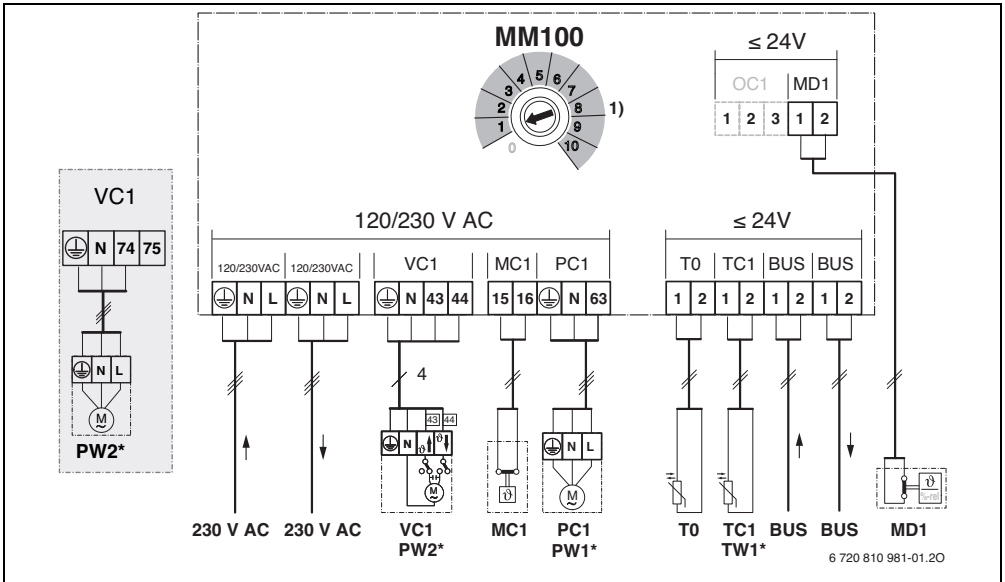 MM100
≤ 24V
OC1 MD1
1 2 3 1 2
0 1 2 3 4 5 6 7 8 9 10
1)
VC1
N 74 75
N L
M
~
PW2*
120/230 V AC
≤ 24V
120/230VAC 120/230VAC VC1 MC1 PC1
T0 TC1 BUS BUS
N L N L N 43 44 15 16 N 63
1 2 1 2 1 2 1 2
4
43 44
N ϑ ϑ
M
~
ϑ
N L
M
~
ϑ
%-rel
230 V AC 230 V AC VC1 MC1 PC1 T0 TC1 BUS BUS MD1
PW2* PW1* TW1*
6 720 810 981-01.2O